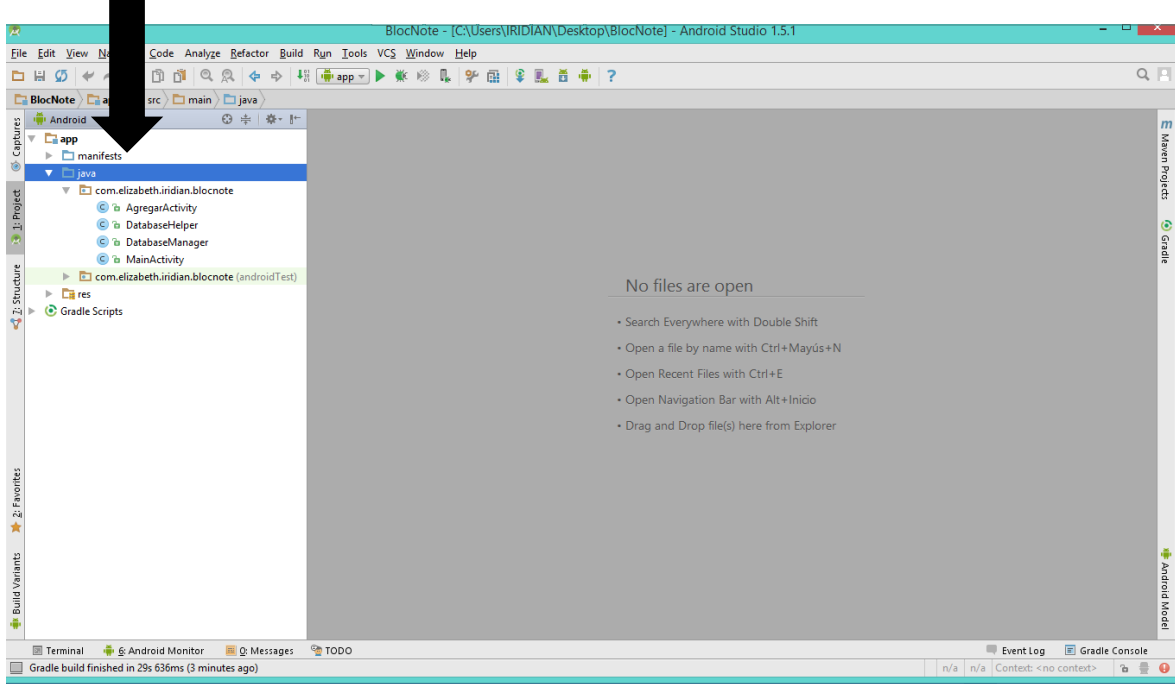 BlocNote - [C:\Users\IRIDIAN\Desktop\BlocNote] - Android Studio 1.5.1
File Edit View Code Analyze Refactor Build Run Tools VCS Window Help
app
BlocNote src main java
Android
app
manifests
java
com.elizabeth.iridian.blocnote
AgregarActivity
DatabaseHelper
DatabaseManager
MainActivity
com.elizabeth.iridian.blocnote (androidTest)
res
Gradle Scripts
Captures
1: Project
7: Structure
2: Favorites
Build Variants
No files are open
• Search Everywhere with Double Shift
• Open a file by name with Ctrl+Mayús+N
• Open Recent Files with Ctrl+E
• Open Navigation Bar with Alt+Inicio
• Drag and Drop file(s) here from Explorer
m Maven Projects
Gradle
Android Model
Terminal 6: Android Monitor 0: Messages TODO Event Log Gradle Console
Gradle build finished in 29s 636ms (3 minutes ago) n/a n/a Context: <no context>